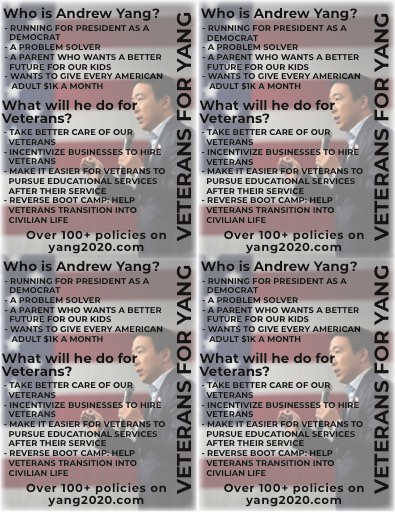 Who is Andrew Yang?
- RUNNING FOR PRESIDENT AS A
DEMOCRAT
- A PROBLEM SOLVER
- A PARENT WHO WANTS A BETTER
FUTURE FOR OUR KIDS
- WANTS TO GIVE EVERY AMERICAN
ADULT $1K A MONTH
What will he do for
Veterans?
- TAKE BETTER CARE OF OUR
VETERANS
- INCENTIVIZE BUSINESSES TO HIRE
VETERANS
- MAKE IT EASIER FOR VETERANS TO
PURSUE EDUCATIONAL SERVICES
AFTER THEIR SERVICE
- REVERSE BOOT CAMP: HELP
VETERANS TRANSITION INTO
CIVILIAN LIFE
Over 100+ policies on
yang2020.com
VETERANS FOR YANG
Who is Andrew Yang?
- RUNNING FOR PRESIDENT AS A
DEMOCRAT
- A PROBLEM SOLVER
- A PARENT WHO WANTS A BETTER
FUTURE FOR OUR KIDS
- WANTS TO GIVE EVERY AMERICAN
ADULT $1K A MONTH
What will he do for
Veterans?
- TAKE BETTER CARE OF OUR
VETERANS
- INCENTIVIZE BUSINESSES TO HIRE
VETERANS
- MAKE IT EASIER FOR VETERANS TO
PURSUE EDUCATIONAL SERVICES
AFTER THEIR SERVICE
- REVERSE BOOT CAMP: HELP
VETERANS TRANSITION INTO
CIVILIAN LIFE
Over 100+ policies on
yang2020.com
VETERANS FOR YANG
Who is Andrew Yang?
- RUNNING FOR PRESIDENT AS A
DEMOCRAT
- A PROBLEM SOLVER
- A PARENT WHO WANTS A BETTER
FUTURE FOR OUR KIDS
- WANTS TO GIVE EVERY AMERICAN
ADULT $1K A MONTH
What will he do for
Veterans?
- TAKE BETTER CARE OF OUR
VETERANS
- INCENTIVIZE BUSINESSES TO HIRE
VETERANS
- MAKE IT EASIER FOR VETERANS TO
PURSUE EDUCATIONAL SERVICES
AFTER THEIR SERVICE
- REVERSE BOOT CAMP: HELP
VETERANS TRANSITION INTO
CIVILIAN LIFE
Over 100+ policies on
yang2020.com
VETERANS FOR YANG
Who is Andrew Yang?
- RUNNING FOR PRESIDENT AS A
DEMOCRAT
- A PROBLEM SOLVER
- A PARENT WHO WANTS A BETTER
FUTURE FOR OUR KIDS
- WANTS TO GIVE EVERY AMERICAN
ADULT $1K A MONTH
What will he do for
Veterans?
- TAKE BETTER CARE OF OUR
VETERANS
- INCENTIVIZE BUSINESSES TO HIRE
VETERANS
- MAKE IT EASIER FOR VETERANS TO
PURSUE EDUCATIONAL SERVICES
AFTER THEIR SERVICE
- REVERSE BOOT CAMP: HELP
VETERANS TRANSITION INTO
CIVILIAN LIFE
Over 100+ policies on
yang2020.com
VETERANS FOR YANG